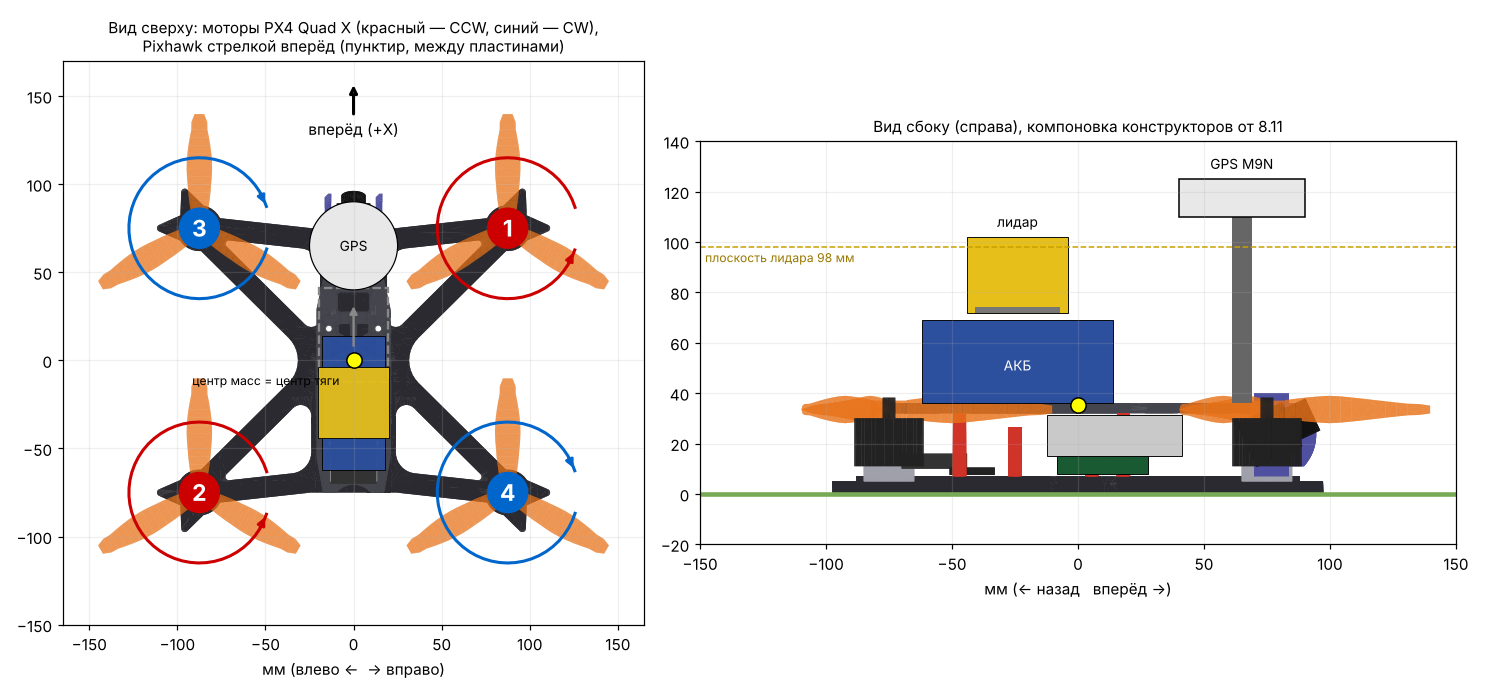 Вид сверху: моторы PX4 Quad X (красный — CCW, синий — CW),
Pixhawk стрелкой вперёд (пунктир, между пластинами)
150
100
50
0
−50
−100
−150
−150
−100
−50
0
50
100
150
мм (влево ← → вправо)
вперёд (+X)
3
1
GPS
центр масс = центр тяги
2
4
Вид сбоку (справа), компоновка конструкторов от 8.11
140
120
100
80
60
40
20
0
−20
−150
−100
−50
0
50
100
150
мм (← назад вперёд →)
GPS M9N
лидар
плоскость лидара 98 мм
АКБ